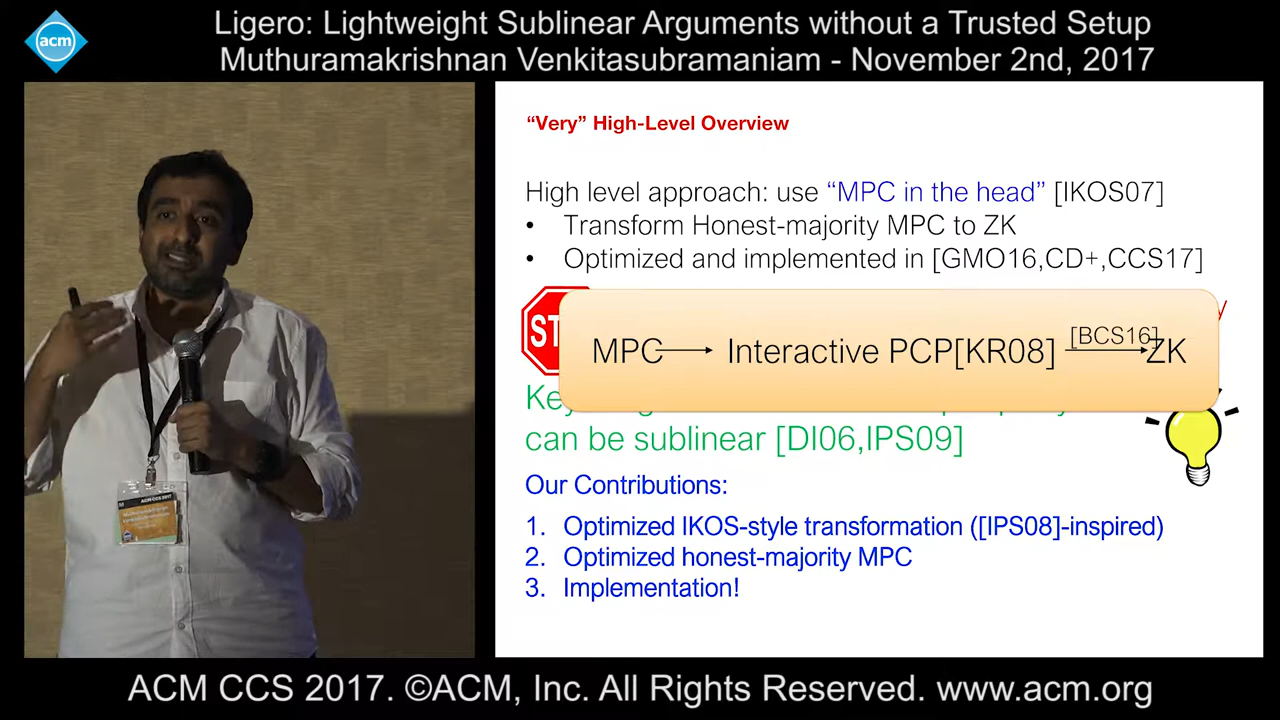 acm
Ligero: Lightweight Sublinear Arguments without a Trusted Setup
Muthuramakrishnan Venkitasubramaniam - November 2nd, 2017
“Very” High-Level Overview
High level approach: use “MPC in the head” [IKOS07]
• Transform Honest-majority MPC to ZK
• Optimized and implemented in [GMO16,CD+,CCS17]
MPC → Interactive PCP[KR08] → ZK
[BCS16]
can be sublinear [DI06,IPS09]
Our Contributions:
1. Optimized IKOS-style transformation ([IPS08]-inspired)
2. Optimized honest-majority MPC
3. Implementation!
ACM CCS 2017
ACM CCS 2017. ©ACM, Inc. All Rights Reserved. www.acm.org